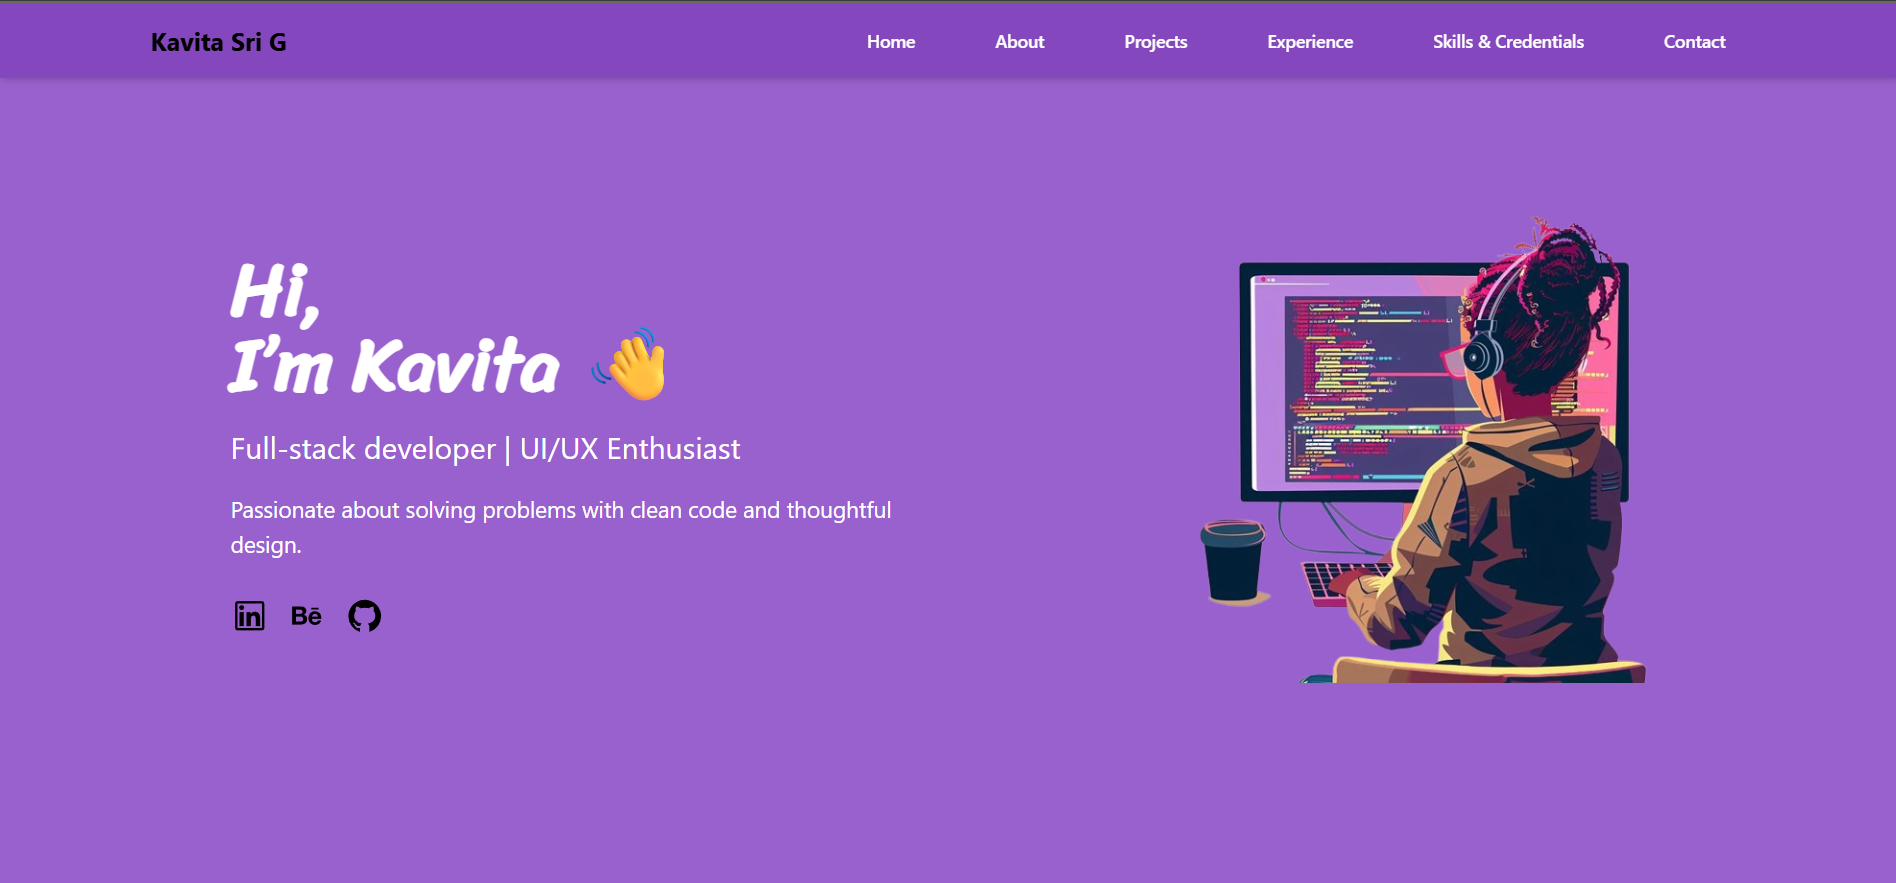 Kavita Sri G
Home
About
Projects
Experience
Skills & Credentials
Contact
Hi,
I'm Kavita 👋
Full-stack developer | UI/UX Enthusiast
Passionate about solving problems with clean code and thoughtful
design.
in
Bē